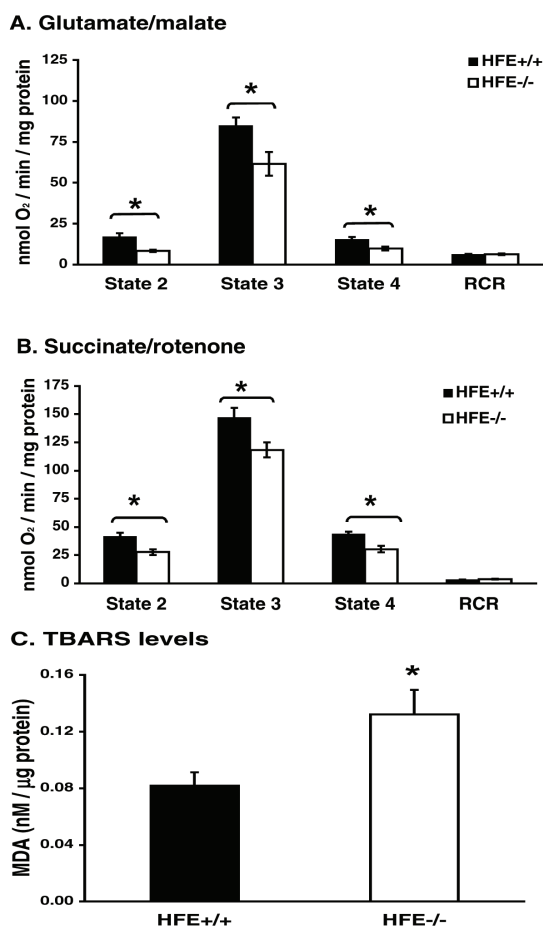 A. Glutamate/malate
nmol O₂ / min / mg protein
125
100
75
50
25
0
HFE+/+
HFE-/-
*
*
*
State 2
State 3
State 4
RCR
B. Succinate/rotenone
nmol O₂ / min / mg protein
175
150
125
100
75
50
25
0
HFE+/+
HFE-/-
*
*
*
State 2
State 3
State 4
RCR
C. TBARS levels
MDA (nM / µg protein)
0.16
0.12
0.08
0.04
0.00
*
HFE+/+
HFE-/-